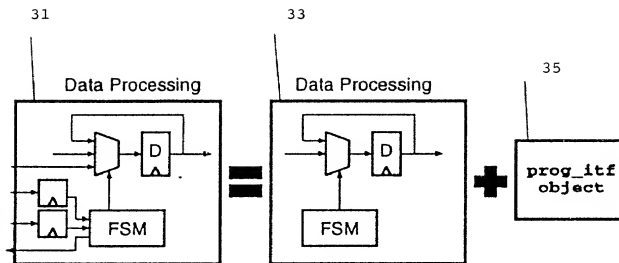 31
33
35
Data Processing
Data Processing
D
D
FSM
FSM
prog_itf
object